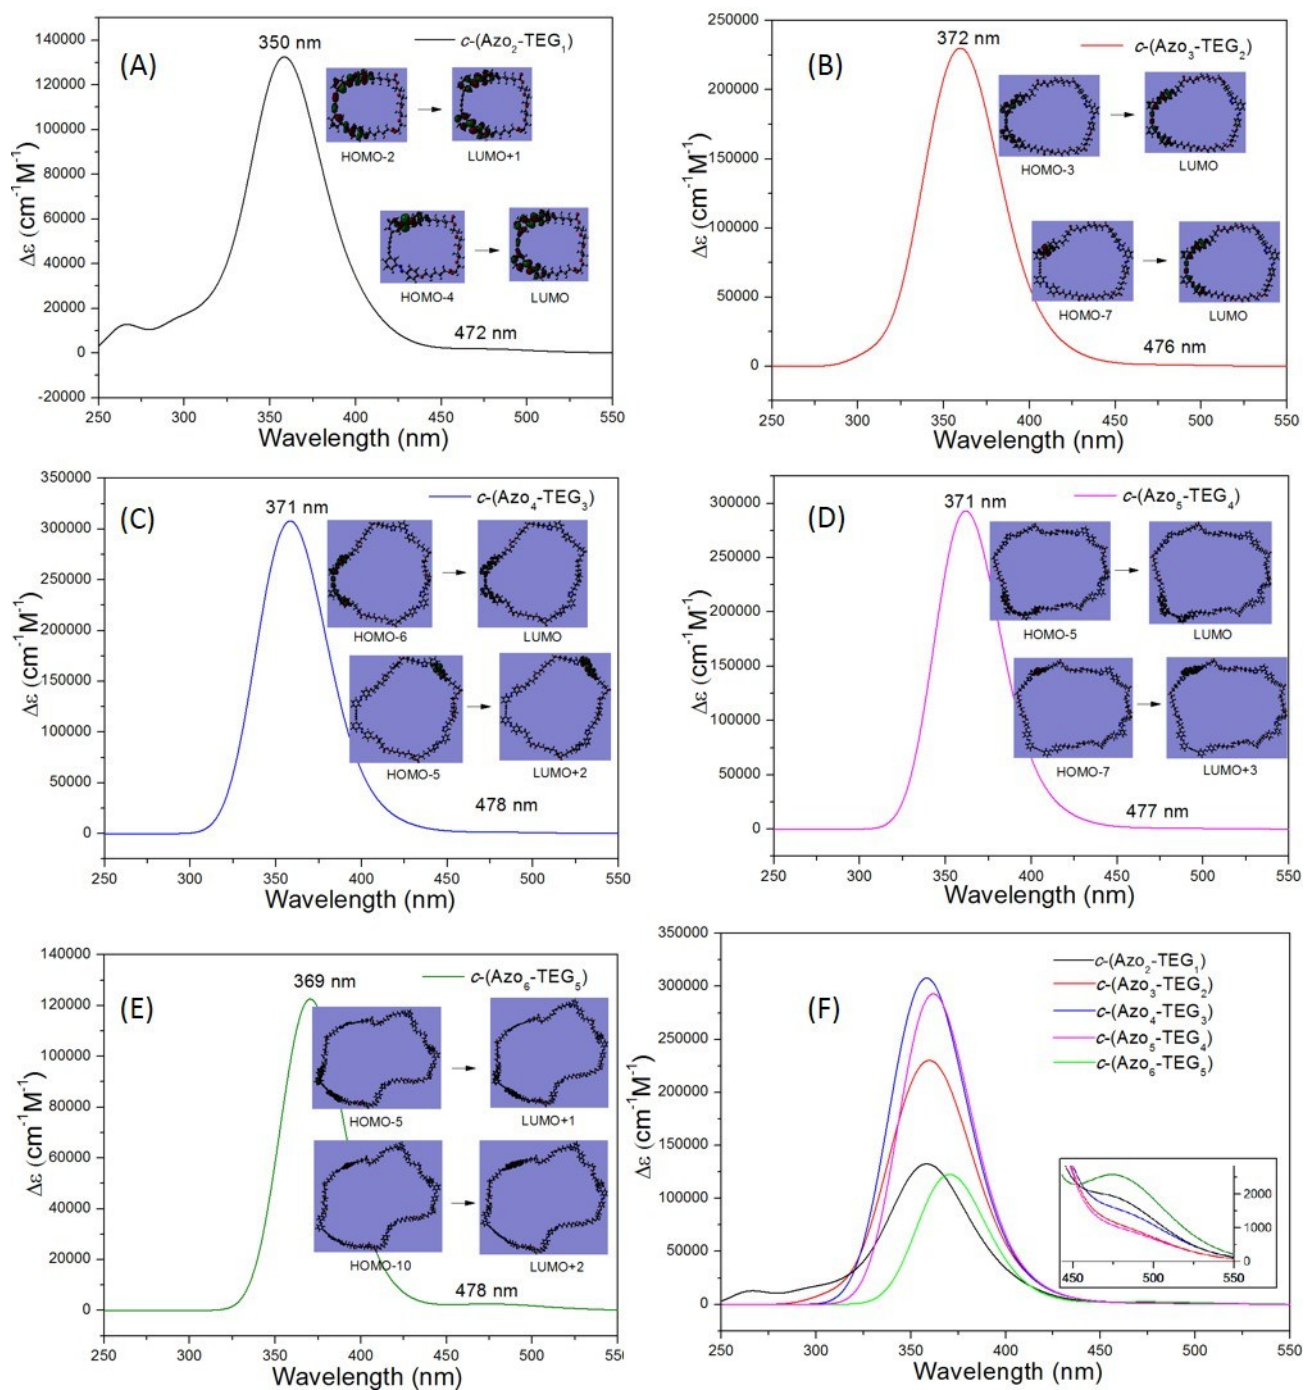 (A)
350 nm
c-(Azo₂-TEG₁)
HOMO-2
LUMO+1
HOMO-4
LUMO
472 nm
140000
120000
100000
80000
60000
40000
20000
0
-20000
Δε (cm⁻¹M⁻¹)
250 300 350 400 450 500 550
Wavelength (nm)
(B)
372 nm
c-(Azo₃-TEG₂)
HOMO-3
LUMO
HOMO-7
LUMO
476 nm
250000
200000
150000
100000
50000
0
Δε (cm⁻¹M⁻¹)
250 300 350 400 450 500 550
Wavelength (nm)
(C)
371 nm
c-(Azo₄-TEG₃)
HOMO-6
LUMO
HOMO-5
LUMO+2
478 nm
350000
300000
250000
200000
150000
100000
50000
0
Δε (cm⁻¹M⁻¹)
250 300 350 400 450 500 550
Wavelength (nm)
(D)
371 nm
c-(Azo₅-TEG₄)
HOMO-5
LUMO
HOMO-7
LUMO+3
477 nm
300000
250000
200000
150000
100000
50000
0
Δε (cm⁻¹M⁻¹)
250 300 350 400 450 500 550
Wavelength (nm)
(E)
369 nm
c-(Azo₆-TEG₅)
HOMO-5
LUMO+1
HOMO-10
LUMO+2
478 nm
140000
120000
100000
80000
60000
40000
20000
0
Δε (cm⁻¹M⁻¹)
250 300 350 400 450 500 550
Wavelength (nm)
(F)
c-(Azo₂-TEG₁)
c-(Azo₃-TEG₂)
c-(Azo₄-TEG₃)
c-(Azo₅-TEG₄)
c-(Azo₆-TEG₅)
350000
300000
250000
200000
150000
100000
50000
0
Δε (cm⁻¹M⁻¹)
2000
1000
0
450 500 550
250 300 350 400 450 500 550
Wavelength (nm)